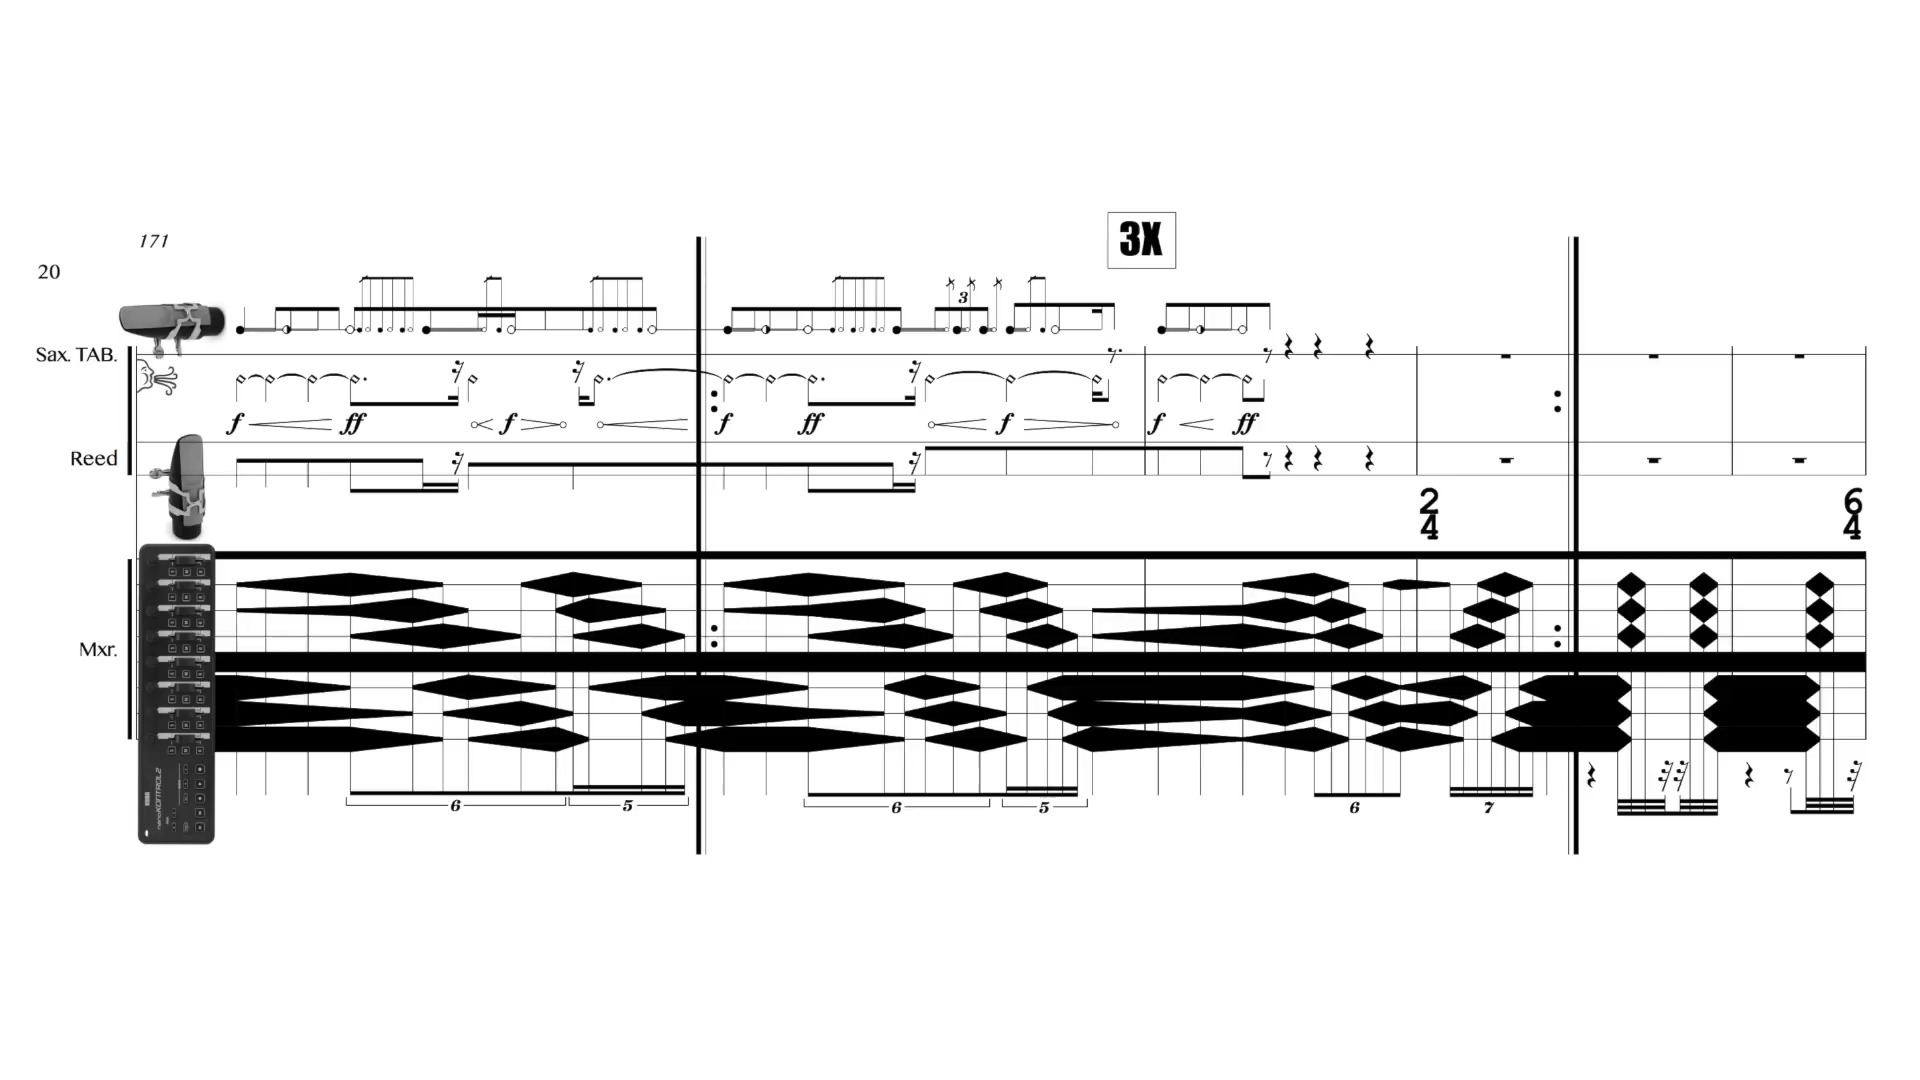 171
20
3X
3
Sax. TAB.
f ff f f ff f f ff
Reed
2
4
6
4
Mxr.
nanoKONTROL2
6 5 6 5 6 7